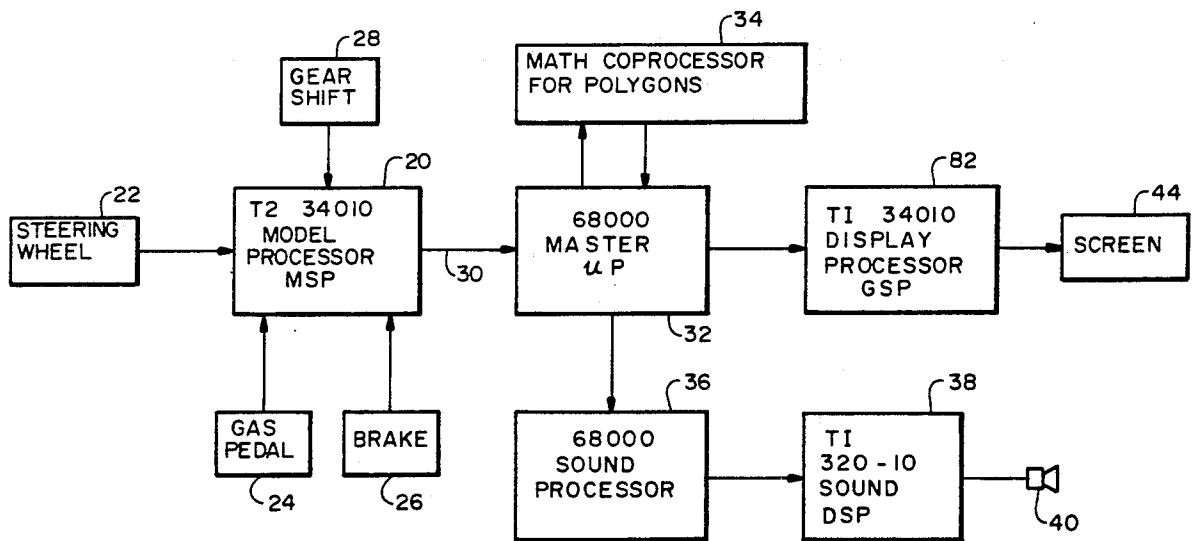 34
28
MATH COPROCESSOR
FOR POLYGONS
GEAR
SHIFT
20
82
22
44
T2 34010
MODEL
PROCESSOR
MSP
68000
MASTER
uP
TI 34010
DISPLAY
PROCESSOR
GSP
STEERING
WHEEL
SCREEN
30
32
36
38
GAS
PEDAL
BRAKE
68000
SOUND
PROCESSOR
TI
320-10
SOUND
DSP
24
26
40